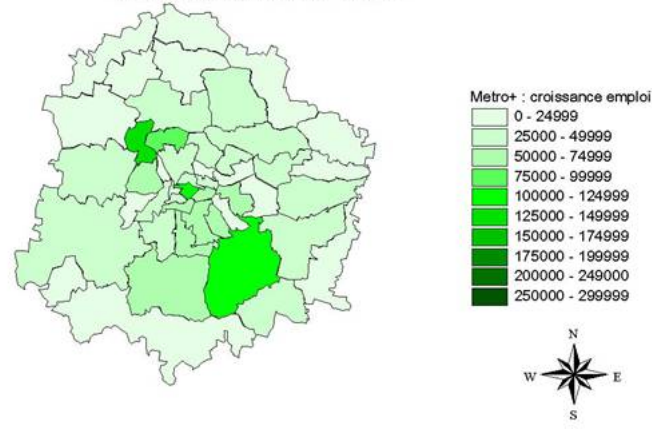 Metro+ : croissance emploi
0 - 24999
25000 - 49999
50000 - 74999
75000 - 99999
100000 - 124999
125000 - 149999
150000 - 174999
175000 - 199999
200000 - 249000
250000 - 299999
N
W E
S